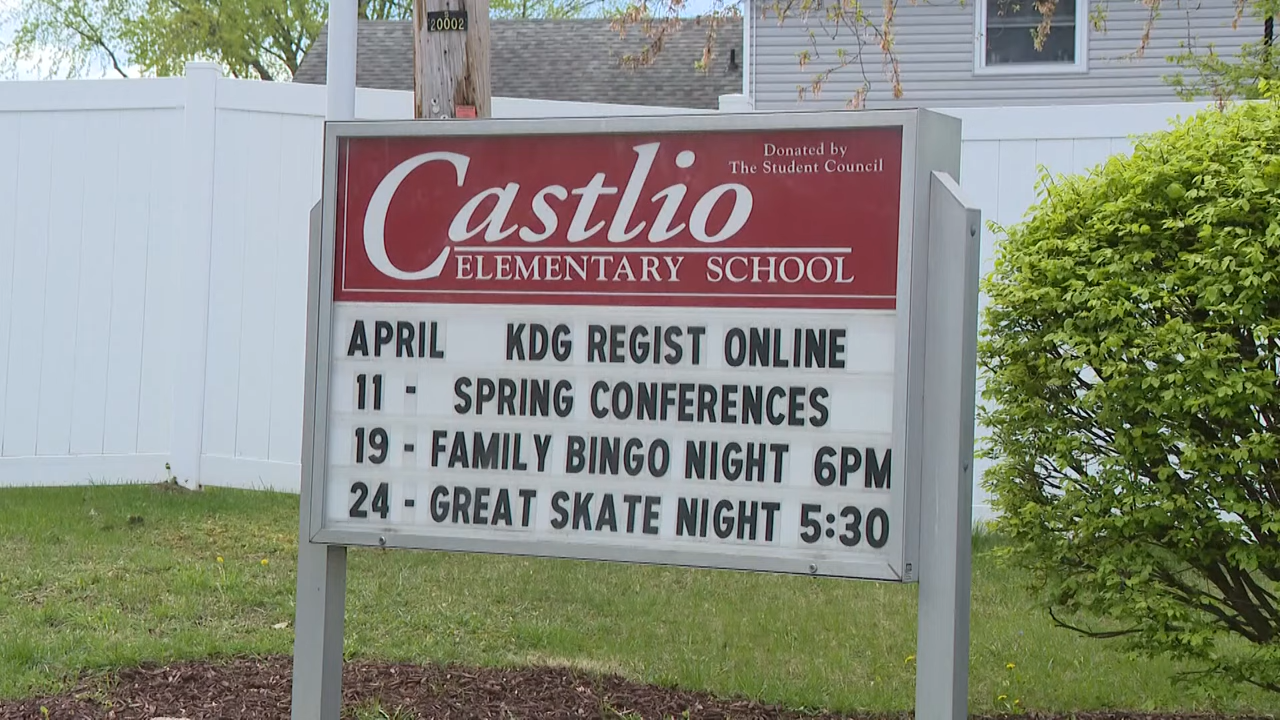 20002
Castlio
Donated by
The Student Council
ELEMENTARY SCHOOL
APRIL KDG REGIST ONLINE
11 - SPRING CONFERENCES
19 - FAMILY BINGO NIGHT 6PM
24 - GREAT SKATE NIGHT 5:30